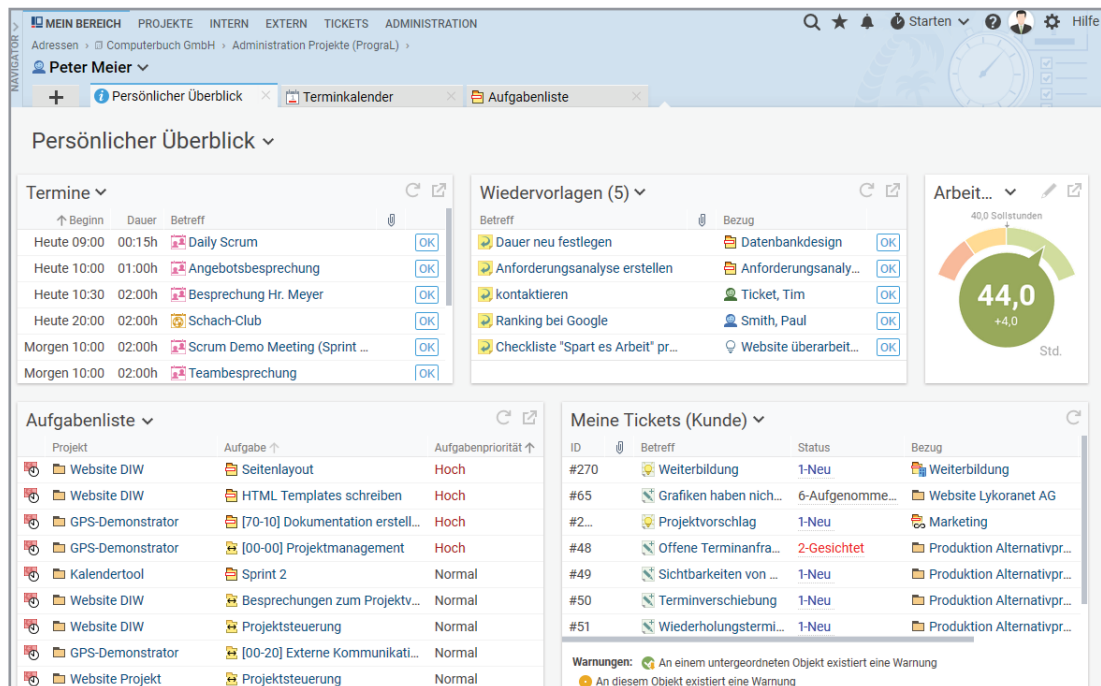 NAVIGATOR
MEIN BEREICH PROJEKTE INTERN EXTERN TICKETS ADMINISTRATION Starten Hilfe
Adressen › Computerbuch GmbH › Administration Projekte (PrograL) ›
Peter Meier
+ Persönlicher Überblick Terminkalender Aufgabenliste
Persönlicher Überblick
Termine
Beginn Dauer Betreff
Heute 09:00 00:15h Daily Scrum OK
Heute 10:00 01:00h Angebotsbesprechung OK
Heute 10:30 02:00h Besprechung Hr. Meyer OK
Heute 20:00 02:00h Schach-Club OK
Morgen 10:00 02:00h Scrum Demo Meeting (Sprint ... OK
Morgen 10:00 02:00h Teambesprechung OK
Wiedervorlagen (5)
Betreff Bezug
Dauer neu festlegen Datenbankdesign OK
Anforderungsanalyse erstellen Anforderungsanaly... OK
kontaktieren Ticket, Tim OK
Ranking bei Google Smith, Paul OK
Checkliste "Spart es Arbeit" pr... Website überarbeit... OK
Arbeit...
40,0 Sollstunden
44,0
+4,0
Std.
Aufgabenliste
Projekt Aufgabe Aufgabenpriorität
Website DIW Seitenlayout Hoch
Website DIW HTML Templates schreiben Hoch
GPS-Demonstrator [70-10] Dokumentation erstell... Hoch
GPS-Demonstrator [00-00] Projektmanagement Hoch
Kalendertool Sprint 2 Normal
Website DIW Besprechungen zum Projektv... Normal
Website DIW Projektsteuerung Normal
GPS-Demonstrator [00-20] Externe Kommunikati... Normal
Website Projekt Projektsteuerung Normal
Meine Tickets (Kunde)
ID Betreff Status Bezug
#270 Weiterbildung 1-Neu Weiterbildung
#65 Grafiken haben nich... 6-Aufgenomme... Website Lykoranet AG
#2... Projektvorschlag 1-Neu Marketing
#48 Offene Terminanfra... 2-Gesichtet Produktion Alternativpr...
#49 Sichtbarkeiten von ... 1-Neu Produktion Alternativpr...
#50 Terminverschiebung 1-Neu Produktion Alternativpr...
#51 Wiederholungstermi... 1-Neu Produktion Alternativpr...
Warnungen: An einem untergeordneten Objekt existiert eine Warnung
An diesem Objekt existiert eine Warnung